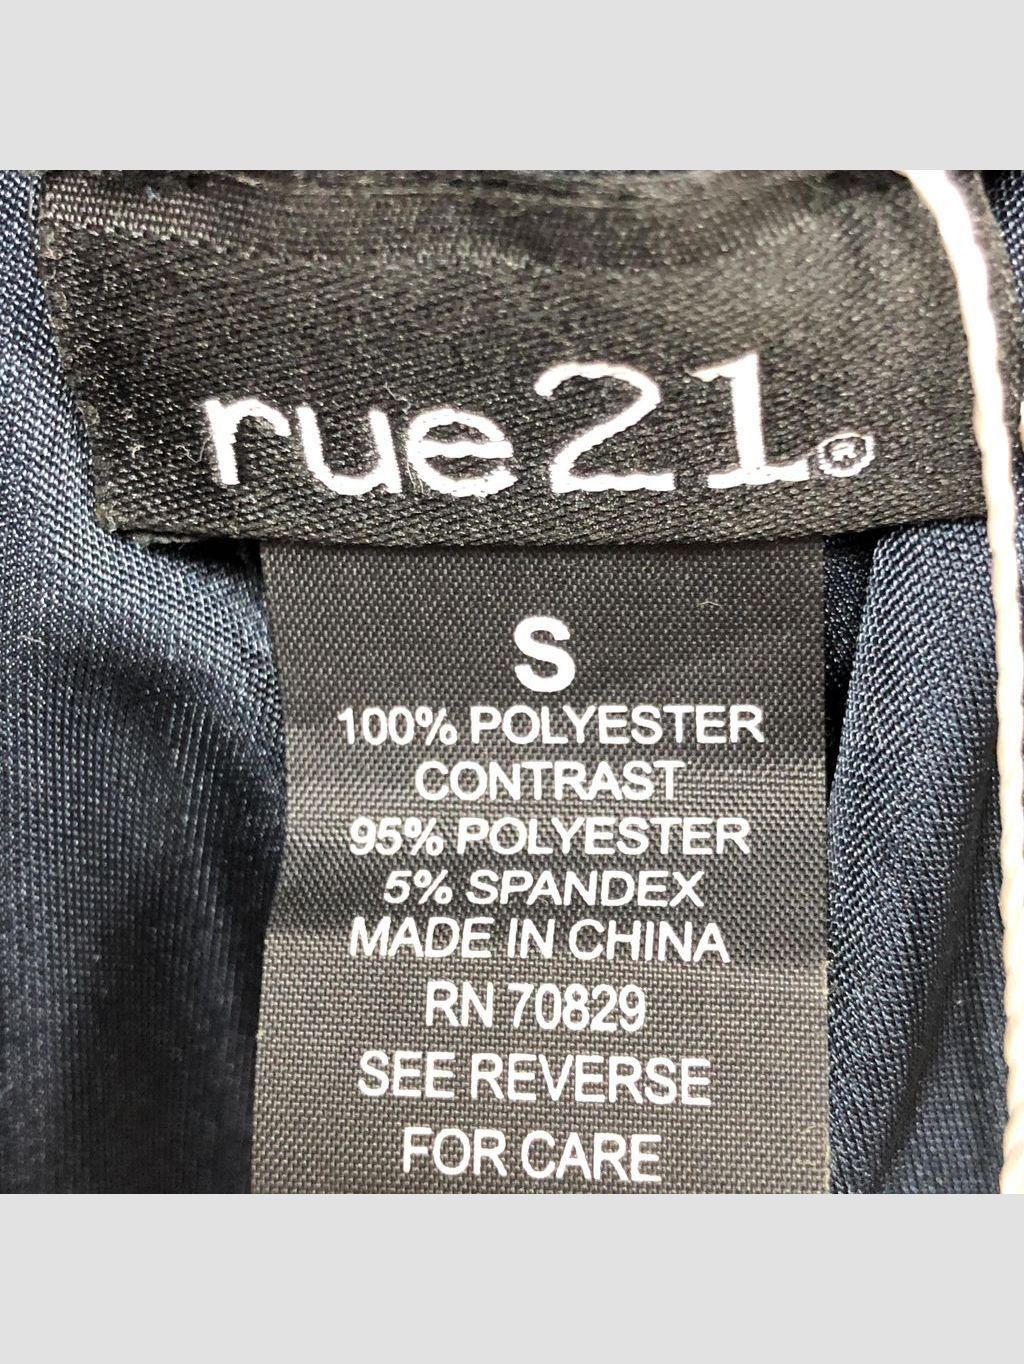 rue21®
S
100% POLYESTER
CONTRAST
95% POLYESTER
5% SPANDEX
MADE IN CHINA
RN 70829
SEE REVERSE
FOR CARE